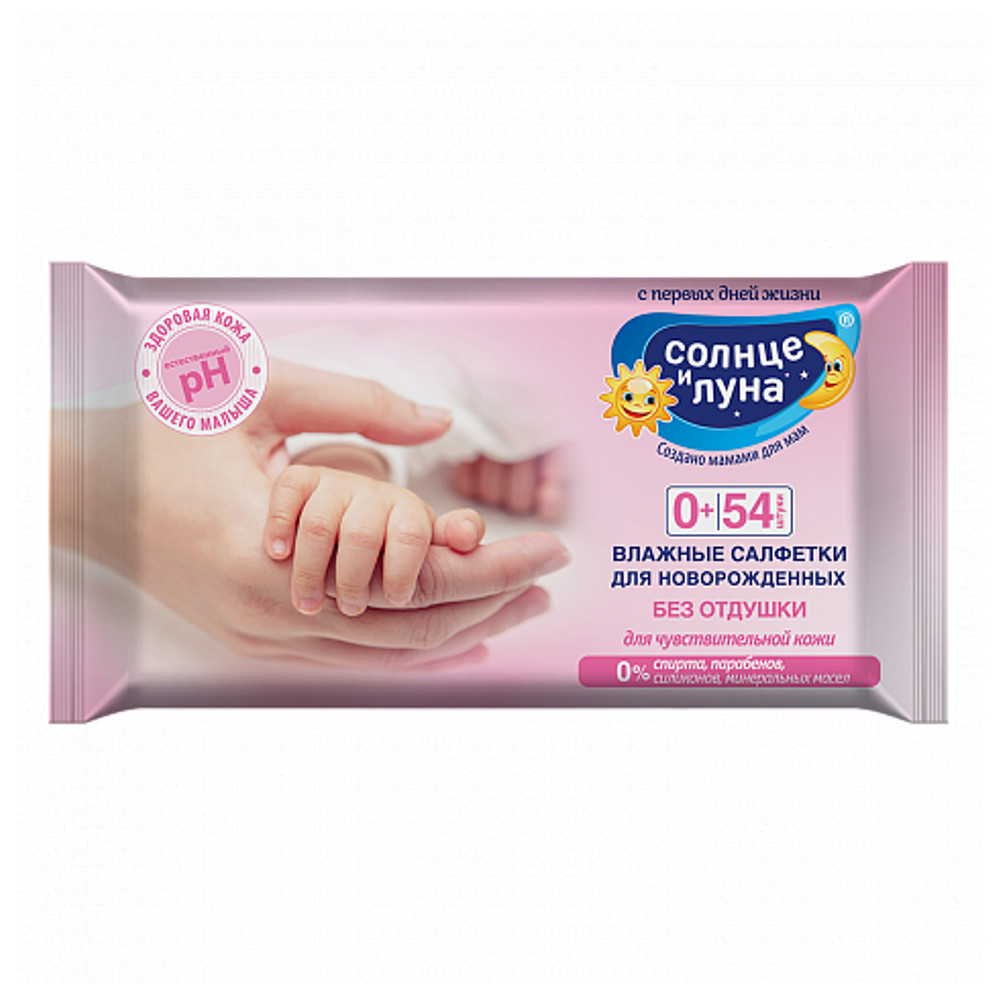 ЗДОРОВАЯ КОЖА
естественный
pH
ВАШЕГО МАЛЫША
с первых дней жизни
СОЛНЦЕ
И
ЛУНА
®
Создано мамами для мам
0+ 54 штуки
ВЛАЖНЫЕ САЛФЕТКИ
ДЛЯ НОВОРОЖДЕННЫХ
БЕЗ ОТДУШКИ
для чувствительной кожи
0% спирта, парабенов,
силиконов, минеральных масел